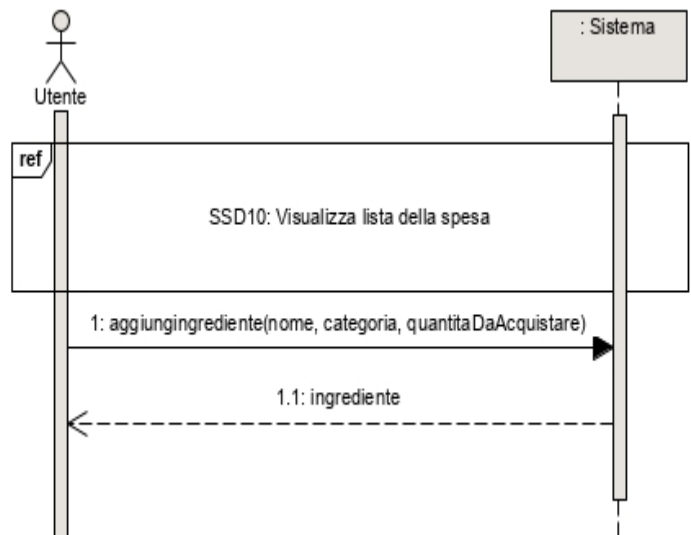 : Sistema
Utente
ref
SSD10: Visualizza lista della spesa
1: aggiungingrediente(nome, categoria, quantitaDaAcquistare)
1.1: ingrediente